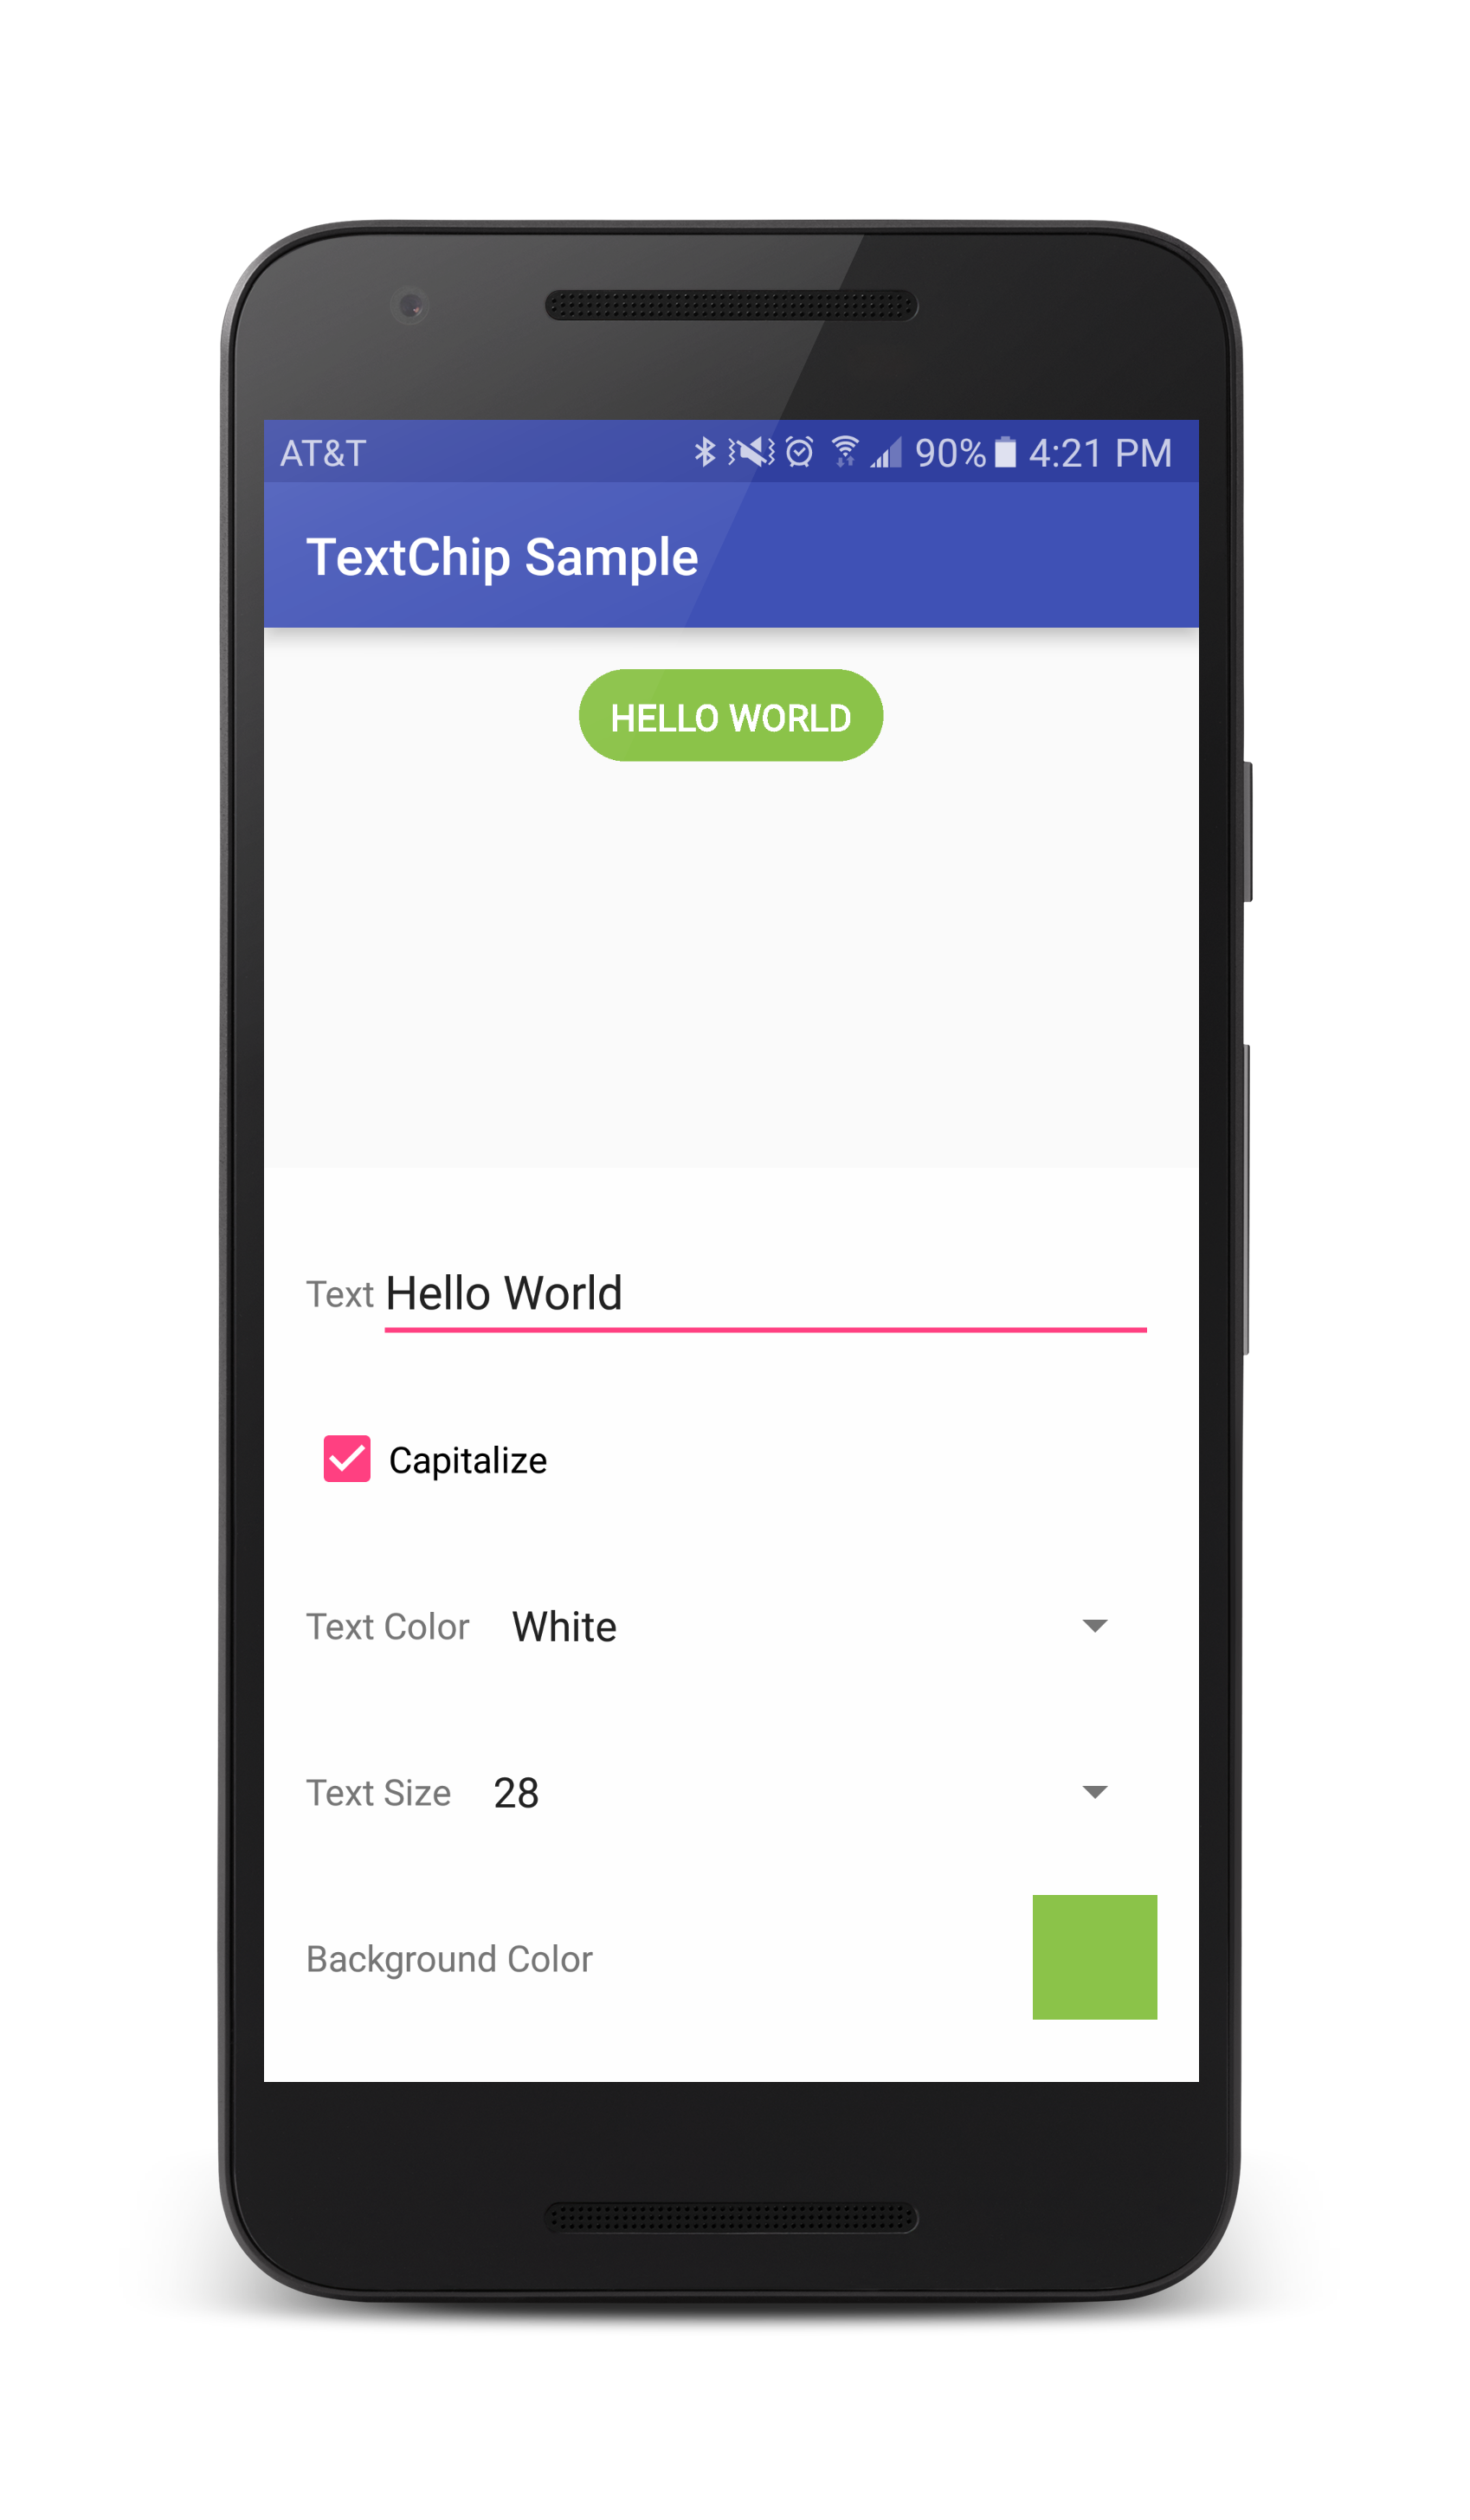 AT&T 90% 4:21 PM
TextChip Sample
HELLO WORLD
Text Hello World
Capitalize
Text Color White
Text Size 28
Background Color